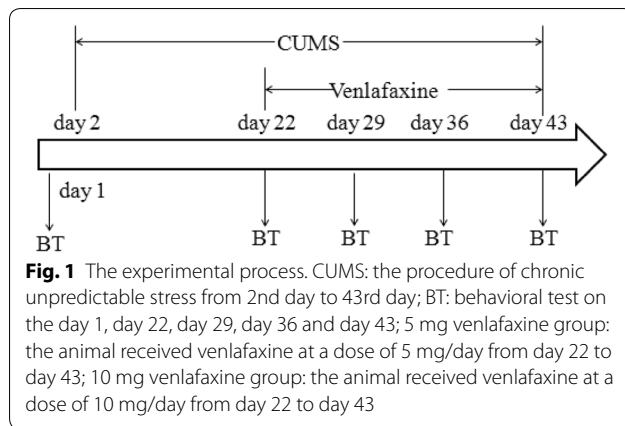 CUMS
Venlafaxine
day 2 day 22 day 29 day 36 day 43
day 1
BT BT BT BT BT
Fig. 1 The experimental process. CUMS: the procedure of chronic
unpredictable stress from 2nd day to 43rd day; BT: behavioral test on
the day 1, day 22, day 29, day 36 and day 43; 5 mg venlafaxine group:
the animal received venlafaxine at a dose of 5 mg/day from day 22 to
day 43; 10 mg venlafaxine group: the animal received venlafaxine at a
dose of 10 mg/day from day 22 to day 43